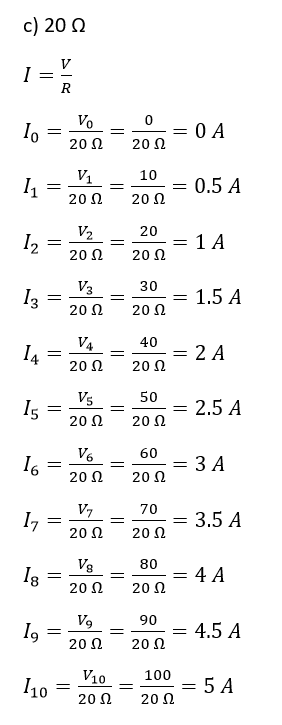 c) 20 Ω
I = V/R
I₀ = V₀/20 Ω = 0/20 Ω = 0 A
I₁ = V₁/20 Ω = 10/20 Ω = 0.5 A
I₂ = V₂/20 Ω = 20/20 Ω = 1 A
I₃ = V₃/20 Ω = 30/20 Ω = 1.5 A
I₄ = V₄/20 Ω = 40/20 Ω = 2 A
I₅ = V₅/20 Ω = 50/20 Ω = 2.5 A
I₆ = V₆/20 Ω = 60/20 Ω = 3 A
I₇ = V₇/20 Ω = 70/20 Ω = 3.5 A
I₈ = V₈/20 Ω = 80/20 Ω = 4 A
I₉ = V₉/20 Ω = 90/20 Ω = 4.5 A
I₁₀ = V₁₀/20 Ω = 100/20 Ω = 5 A